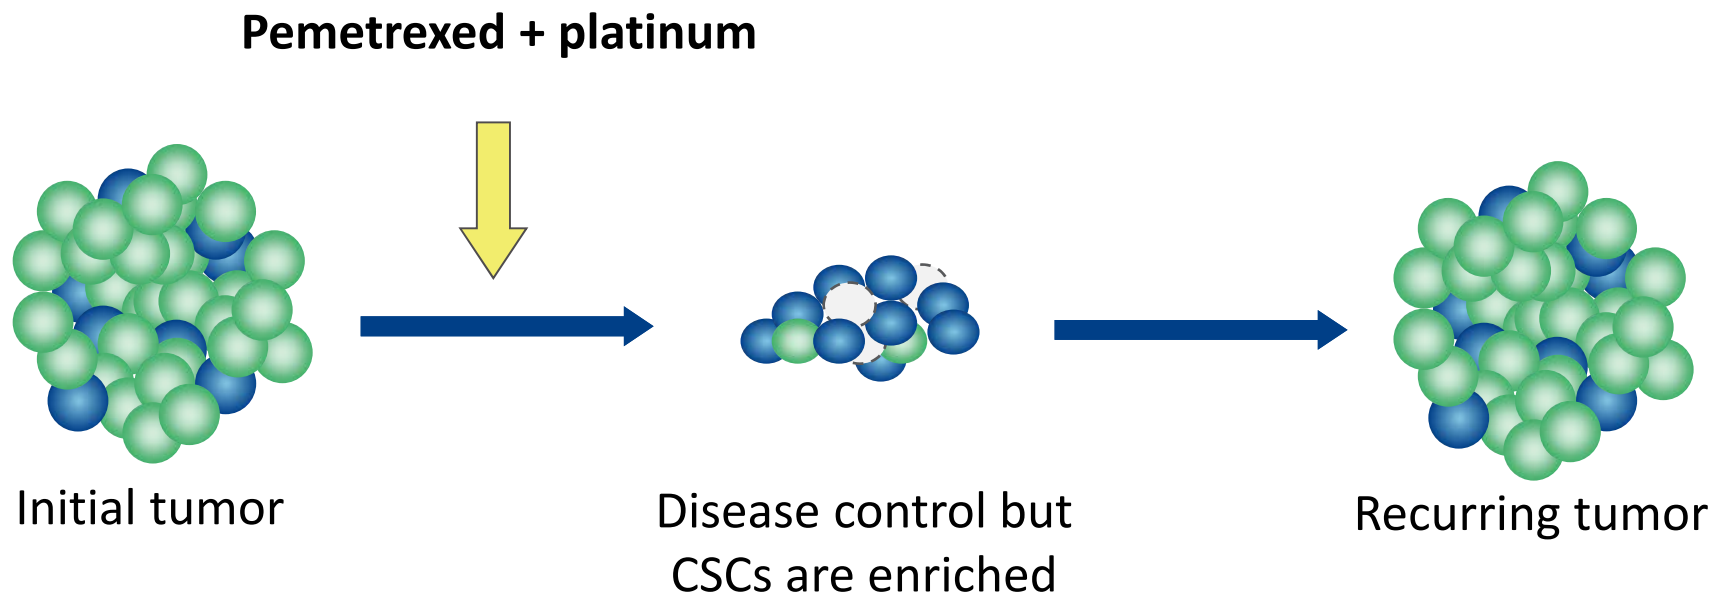 Pemetrexed + platinum
Initial tumor
Disease control but
CSCs are enriched
Recurring tumor